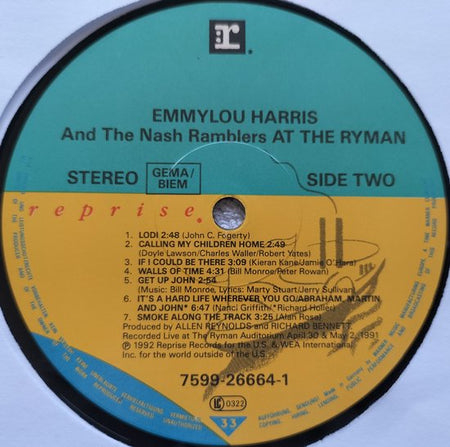 r
EMMYLOU HARRIS
And The Nash Ramblers AT THE RYMAN
STEREO
GEMA/
BIEM
SIDE TWO
reprise
1. LODI 2:48 (John C. Fogerty)
2. CALLING MY CHILDREN HOME 2:49
(Doyle Lawson/Charles Waller/Robert Yates)
3. IF I COULD BE THERE 3:09 (Kieran Kane/Jamie O'Hara)
4. WALLS OF TIME 4:31 (Bill Monroe/Peter Rowan)
5. GET UP JOHN 2:54
(Music: Bill Monroe, Lyrics: Marty Stuart/Jerry Sullivan)
6. IT'S A HARD LIFE WHEREVER YOU GO/ABRAHAM, MARTIN
AND JOHN* 6:47 (Nanci Griffith/*Richard Holler)
7. SMOKE ALONG THE TRACK 3:25 (Alan Rose)
Produced by ALLEN REYNOLDS and RICHARD BENNETT
Recorded Live at The Ryman Auditorium April 30 & May 2, 1991
℗ 1992 Reprise Records for the U.S. & WEA International
Inc. for the world outside of the U.S.
7599-26664-1
LC 0322
33